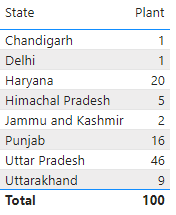 State Plant
Chandigarh 1
Delhi 1
Haryana 20
Himachal Pradesh 5
Jammu and Kashmir 2
Punjab 16
Uttar Pradesh 46
Uttarakhand 9
Total 100